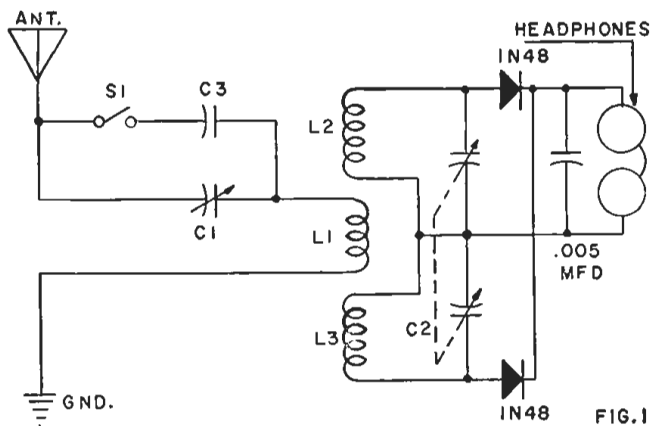 ANT.
HEADPHONES
1N48
S1
C3
L2
C1
L1
.005
MFD
L3
C2
GND.
1N48
FIG.1